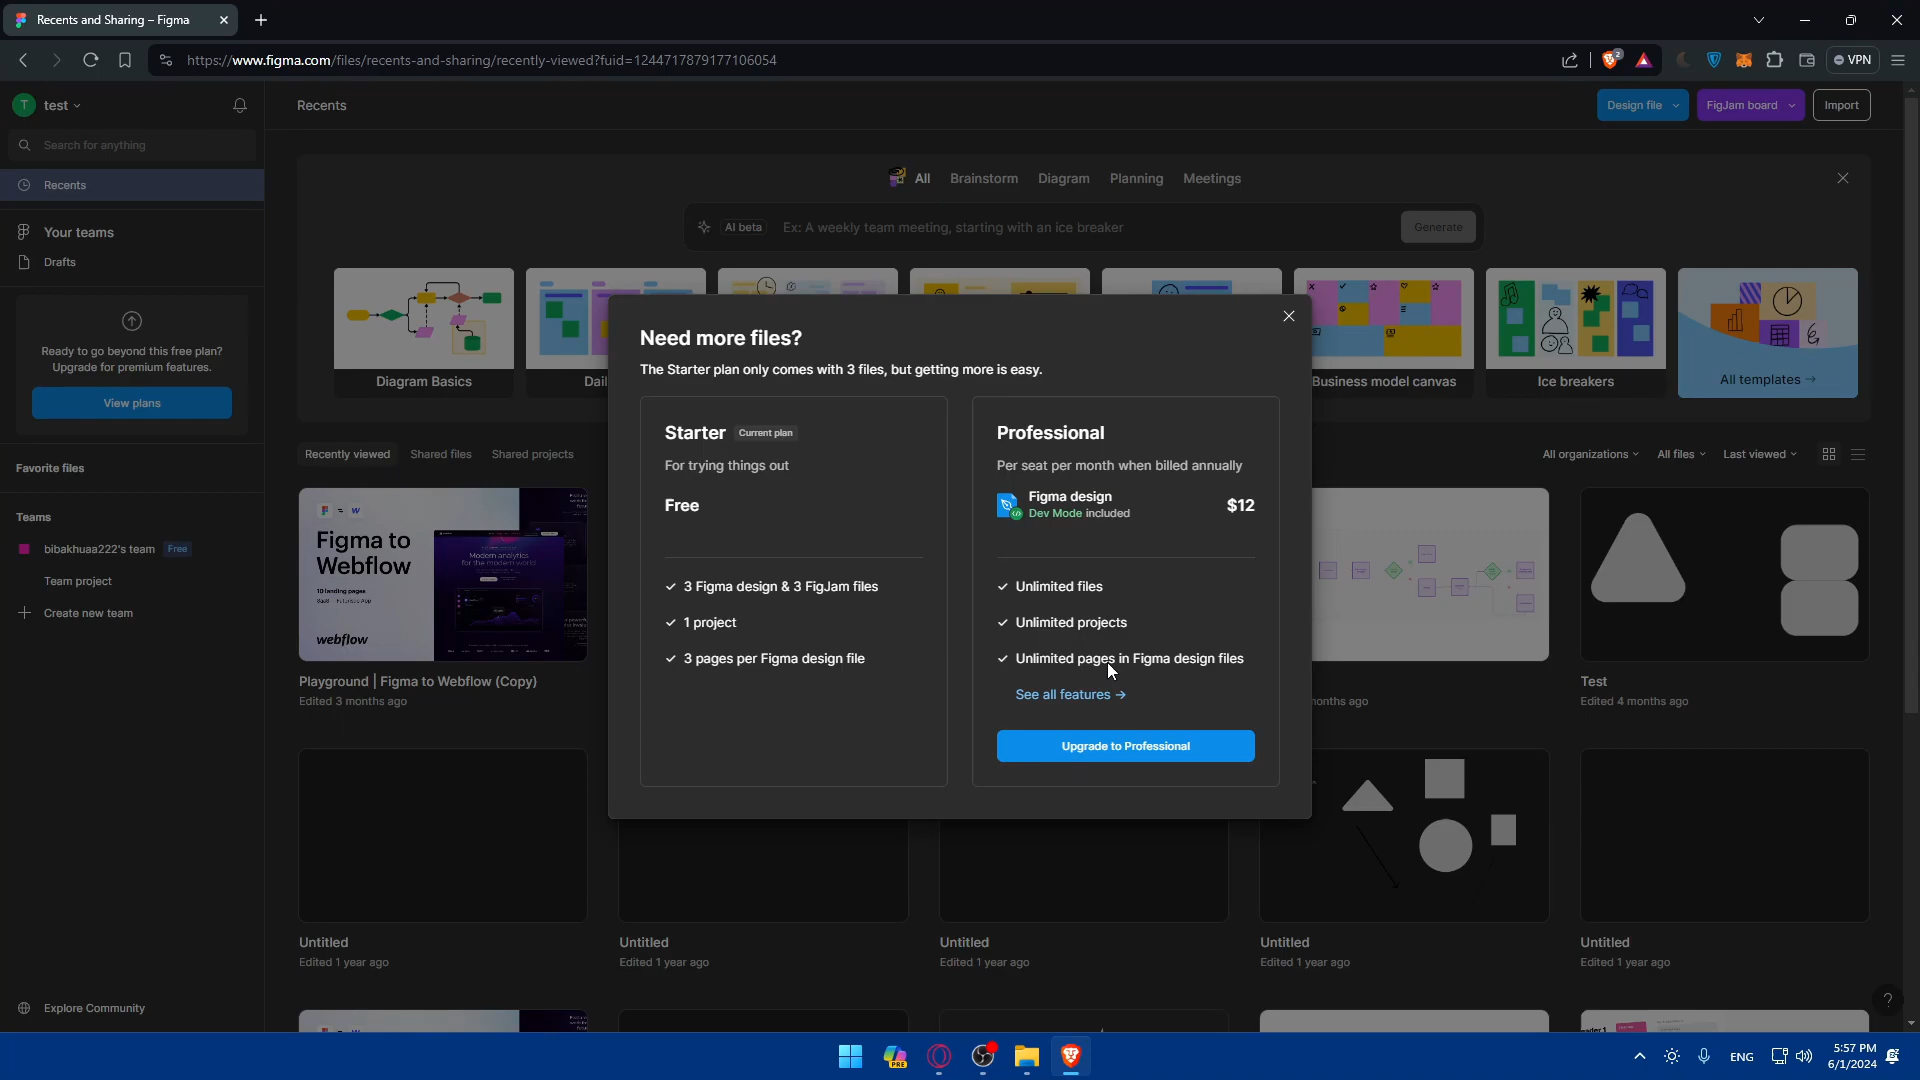 Recents and Sharing – Figma
https://www.figma.com/files/recents-and-sharing/recently-viewed?fuid=1244717879177106054
2
VPN
T test
Recents
Design file
FigJam board
Import
Search for anything
Recents
All Brainstorm Diagram Planning Meetings
Your teams
AI beta Ex: A weekly team meeting, starting with an ice breaker
Generate
Drafts
Ready to go beyond this free plan?
Upgrade for premium features.
View plans
Diagram Basics
Business model canvas
Ice breakers
All templates →
Need more files?
The Starter plan only comes with 3 files, but getting more is easy.
Starter Current plan
For trying things out
Free
3 Figma design & 3 FigJam files
1 project
3 pages per Figma design file
Professional
Per seat per month when billed annually
Figma design
Dev Mode included
$12
Unlimited files
Unlimited projects
Unlimited pages in Figma design files
See all features →
Upgrade to Professional
Favorite files
Teams
bibakhuaa222's team Free
Team project
Create new team
Explore Community
Recently viewed Shared files Shared projects
All organizations All files Last viewed
Figma to
Webflow
10 landing pages
webflow
Modern analytics
for the modern world
Playground | Figma to Webflow (Copy)
Edited 3 months ago
months ago
Test
Edited 4 months ago
Untitled
Edited 1 year ago
Untitled
Edited 1 year ago
Untitled
Edited 1 year ago
Untitled
Edited 1 year ago
Untitled
Edited 1 year ago
?
PRE
ENG
5:57 PM
6/1/2024